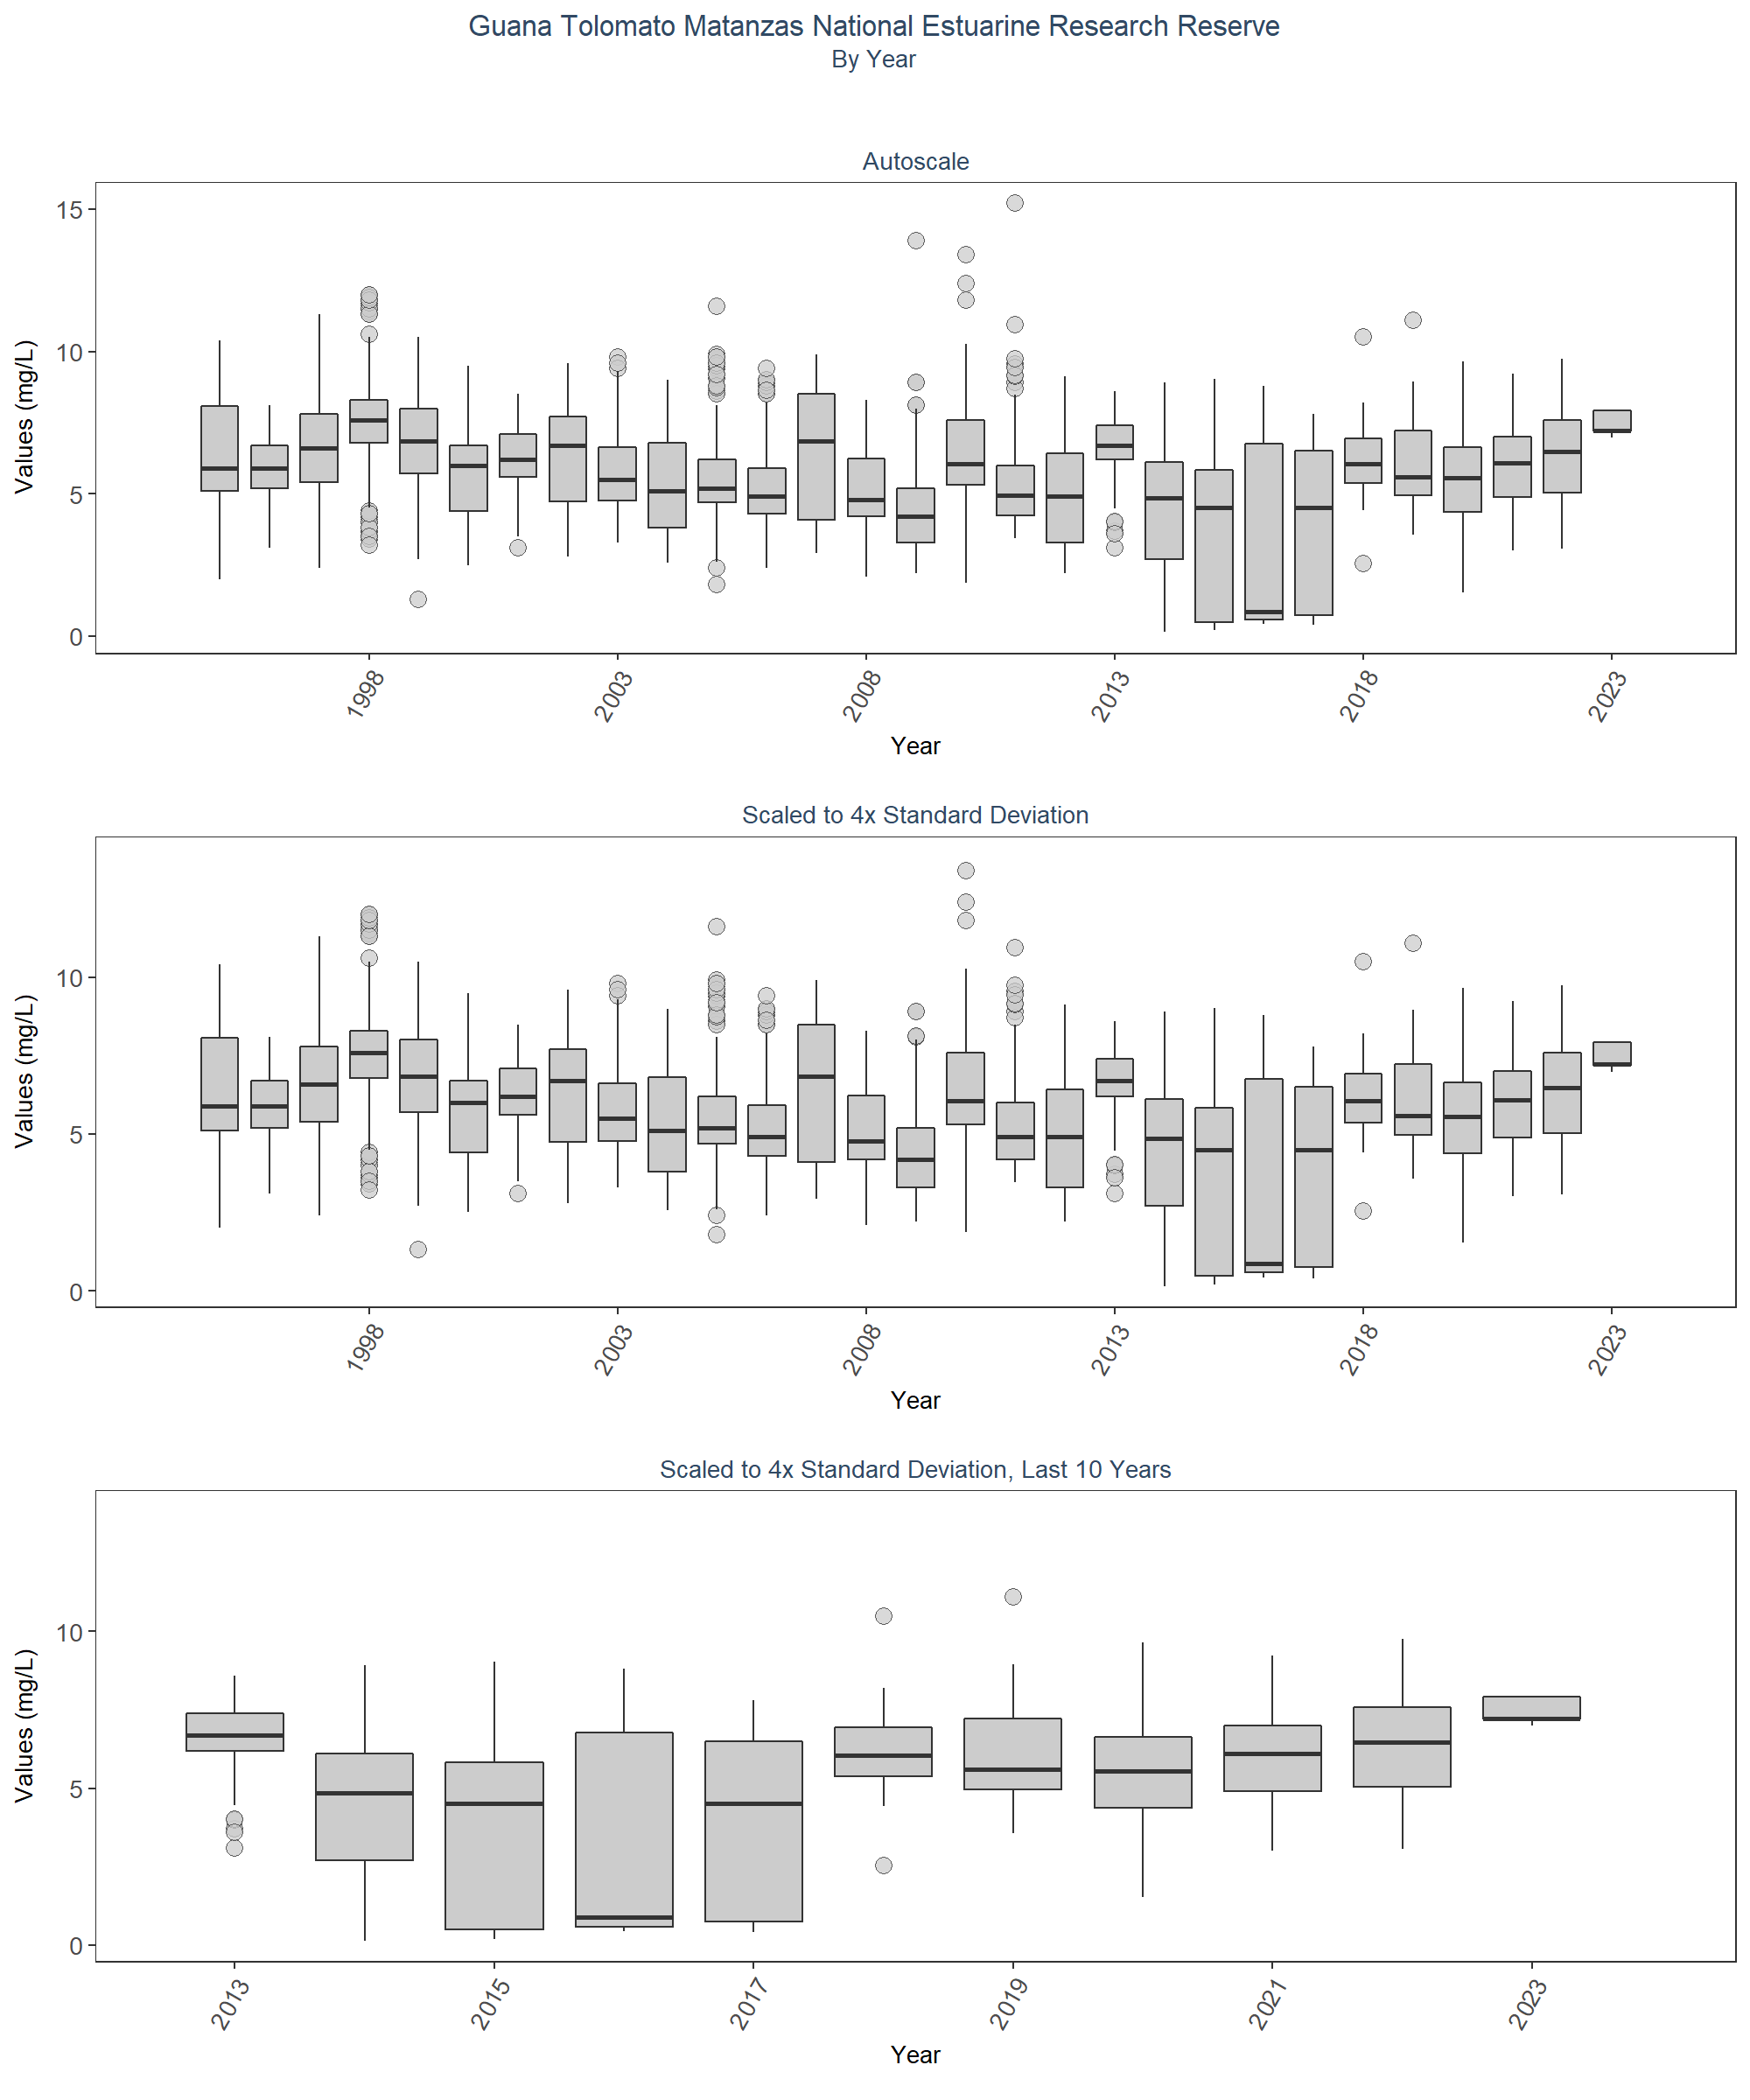 Guana Tolomato Matanzas National Estuarine Research Reserve
By Year
Autoscale
Values (mg/L)
15
10
5
0
1998
2003
2008
2013
2018
2023
Year
Scaled to 4x Standard Deviation
Values (mg/L)
10
5
0
1998
2003
2008
2013
2018
2023
Year
Scaled to 4x Standard Deviation, Last 10 Years
Values (mg/L)
10
5
0
2013
2015
2017
2019
2021
2023
Year